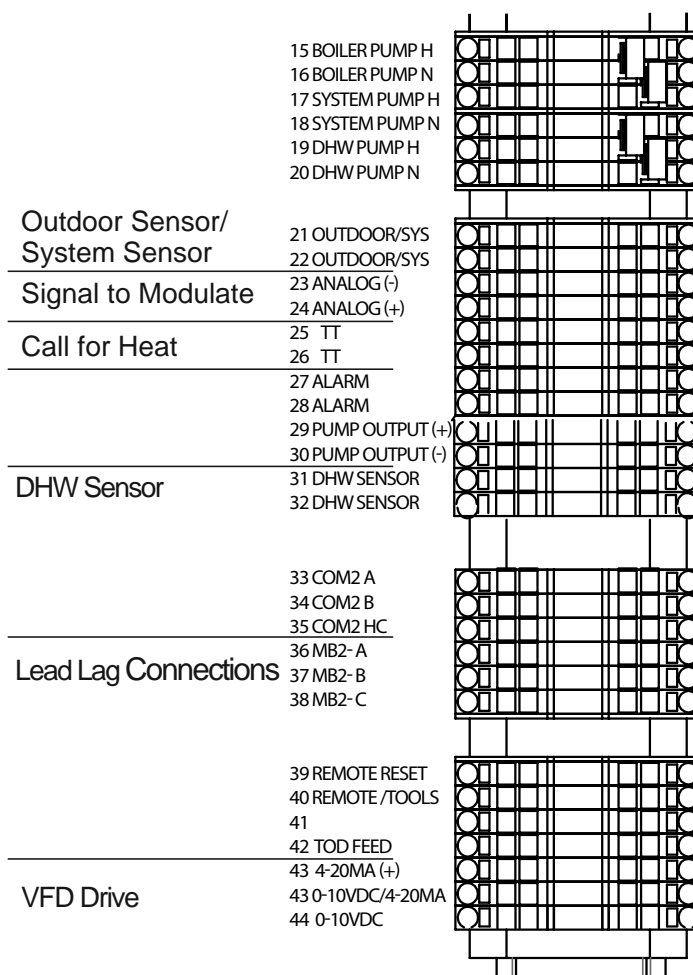 15 BOILER PUMP H
16 BOILER PUMP N
17 SYSTEM PUMP H
18 SYSTEM PUMP N
19 DHW PUMP H
20 DHW PUMP N
Outdoor Sensor/
System Sensor
21 OUTDOOR/SYS
22 OUTDOOR/SYS
Signal to Modulate
23 ANALOG (-)
24 ANALOG (+)
Call for Heat
25 TT
26 TT
27 ALARM
28 ALARM
29 PUMP OUTPUT (+)
30 PUMP OUTPUT (-)
DHW Sensor
31 DHW SENSOR
32 DHW SENSOR
33 COM2 A
34 COM2 B
35 COM2 HC
Lead Lag Connections
36 MB2- A
37 MB2- B
38 MB2- C
39 REMOTE RESET
40 REMOTE /TOOLS
41
42 TOD FEED
VFD Drive
43 4-20MA (+)
43 0-10VDC/4-20MA
44 0-10VDC